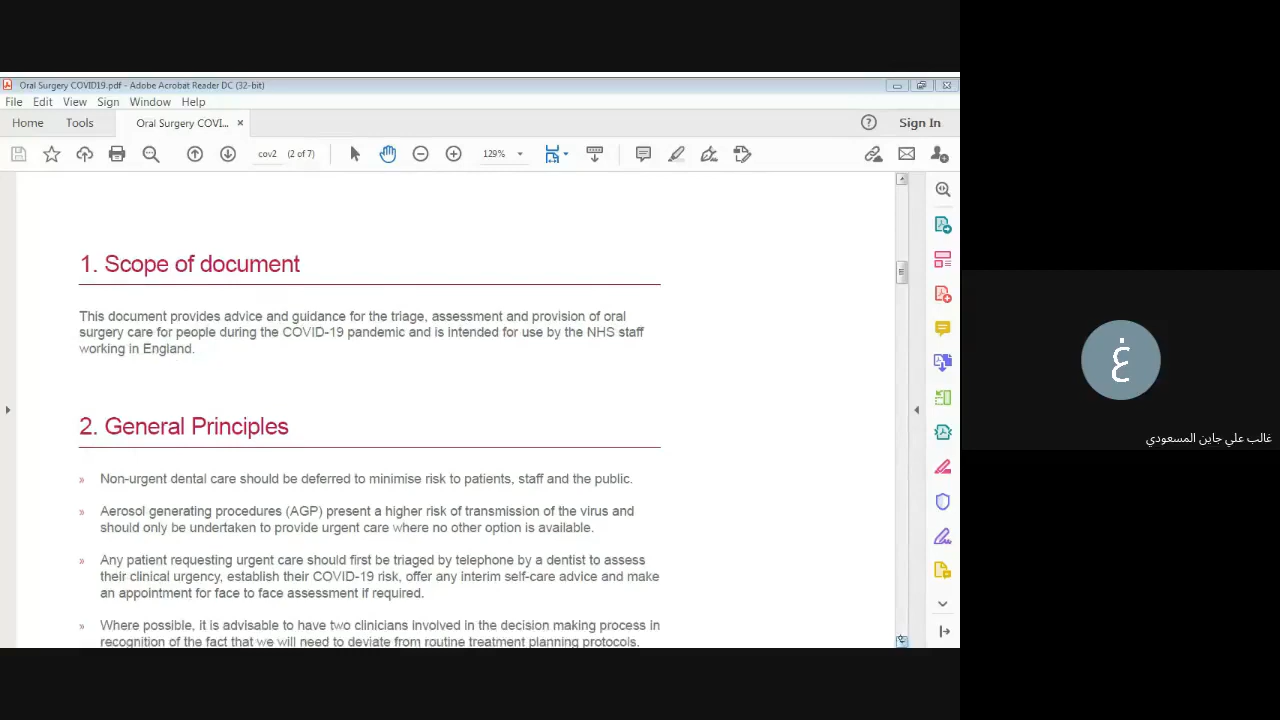 Oral Surgery COVID19.pdf - Adobe Acrobat Reader DC (32-bit)
File Edit View Sign Window Help
Home Tools Oral Surgery COVI... × Sign In
cov2 (2 of 7) 129%
1. Scope of document
This document provides advice and guidance for the triage, assessment and provision of oral
surgery care for people during the COVID-19 pandemic and is intended for use by the NHS staff
working in England.
2. General Principles
» Non-urgent dental care should be deferred to minimise risk to patients, staff and the public.
» Aerosol generating procedures (AGP) present a higher risk of transmission of the virus and
should only be undertaken to provide urgent care where no other option is available.
» Any patient requesting urgent care should first be triaged by telephone by a dentist to assess
their clinical urgency, establish their COVID-19 risk, offer any interim self-care advice and make
an appointment for face to face assessment if required.
» Where possible, it is advisable to have two clinicians involved in the decision making process in
recognition of the fact that we will need to deviate from routine treatment planning protocols.
غ
غالب علي جاين المسعودي